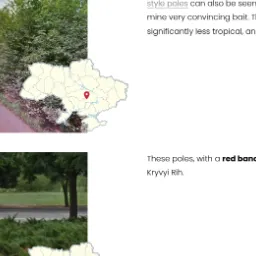 style poles can also be seen
mine very convincing bait. T
significantly less tropical, an
These poles, with a red band
Kryvyi Rih.